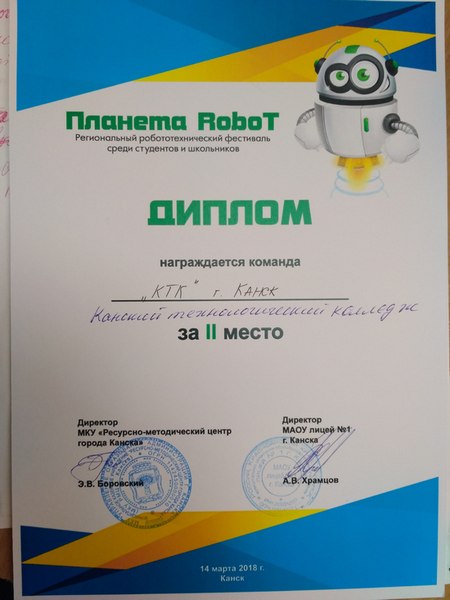 Планета RoboT
Региональный робототехнический фестиваль
среди студентов и школьников
ДИПЛОМ
награждается команда
„КТК“ г. Канск
Канский технологический колледж
за II место
Директор
МКУ «Ресурсно-методический центр
города Канска»
Э.В. Боровский
Директор
МАОУ лицей №1
г. Канска
А.В. Храмцов
14 марта 2018 г.
Канск